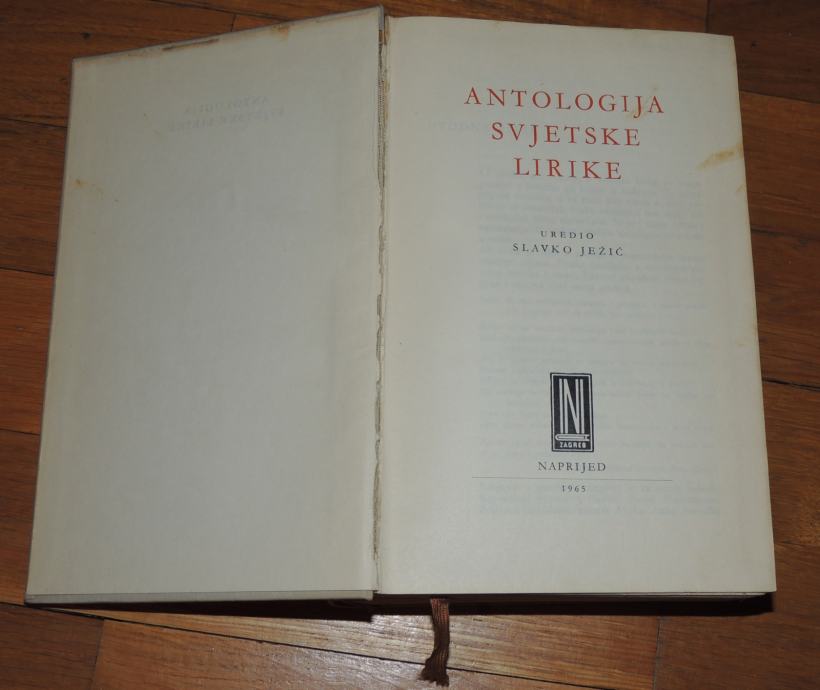 ANTOLOGIJA
SVJETSKE
LIRIKE
UREDIO
SLAVKO JEŽIĆ
N
ZAGREB
NAPRIJED
1965